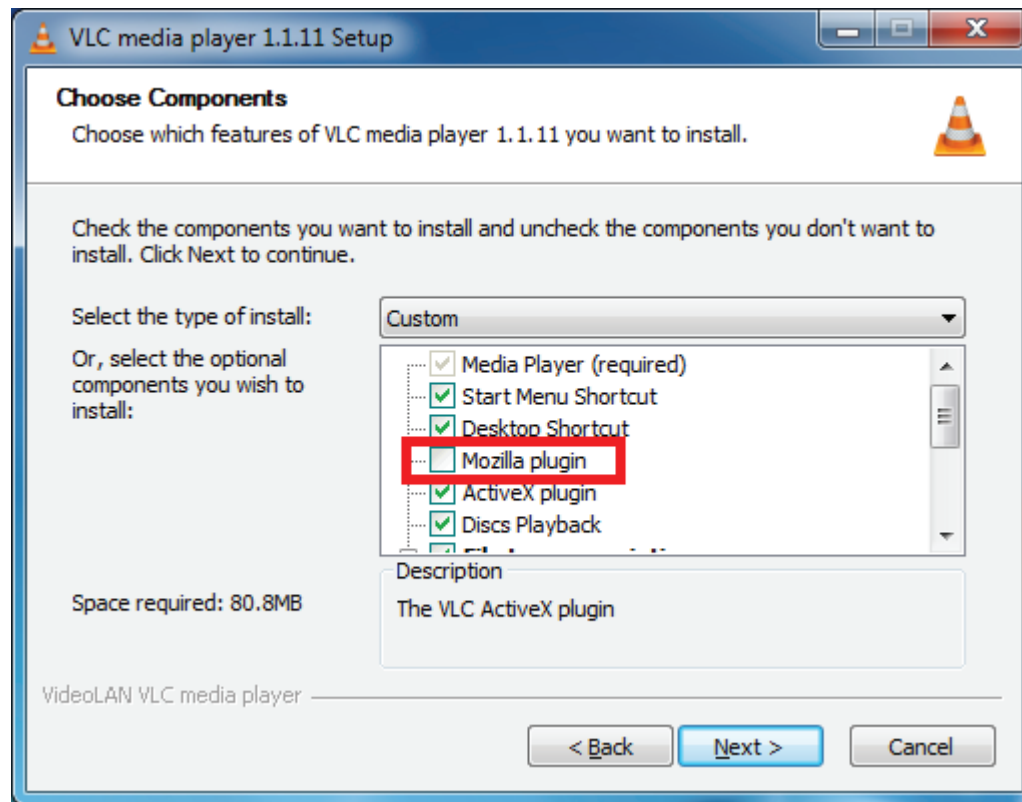 VLC media player 1.1.11 Setup
Choose Components
Choose which features of VLC media player 1.1.11 you want to install.
Check the components you want to install and uncheck the components you don't want to
install. Click Next to continue.
Select the type of install:
Custom
Or, select the optional
components you wish to
install:
Media Player (required)
Start Menu Shortcut
Desktop Shortcut
Mozilla plugin
ActiveX plugin
Discs Playback
Description
Space required: 80.8MB
The VLC ActiveX plugin
VideoLAN VLC media player
< Back
Next >
Cancel